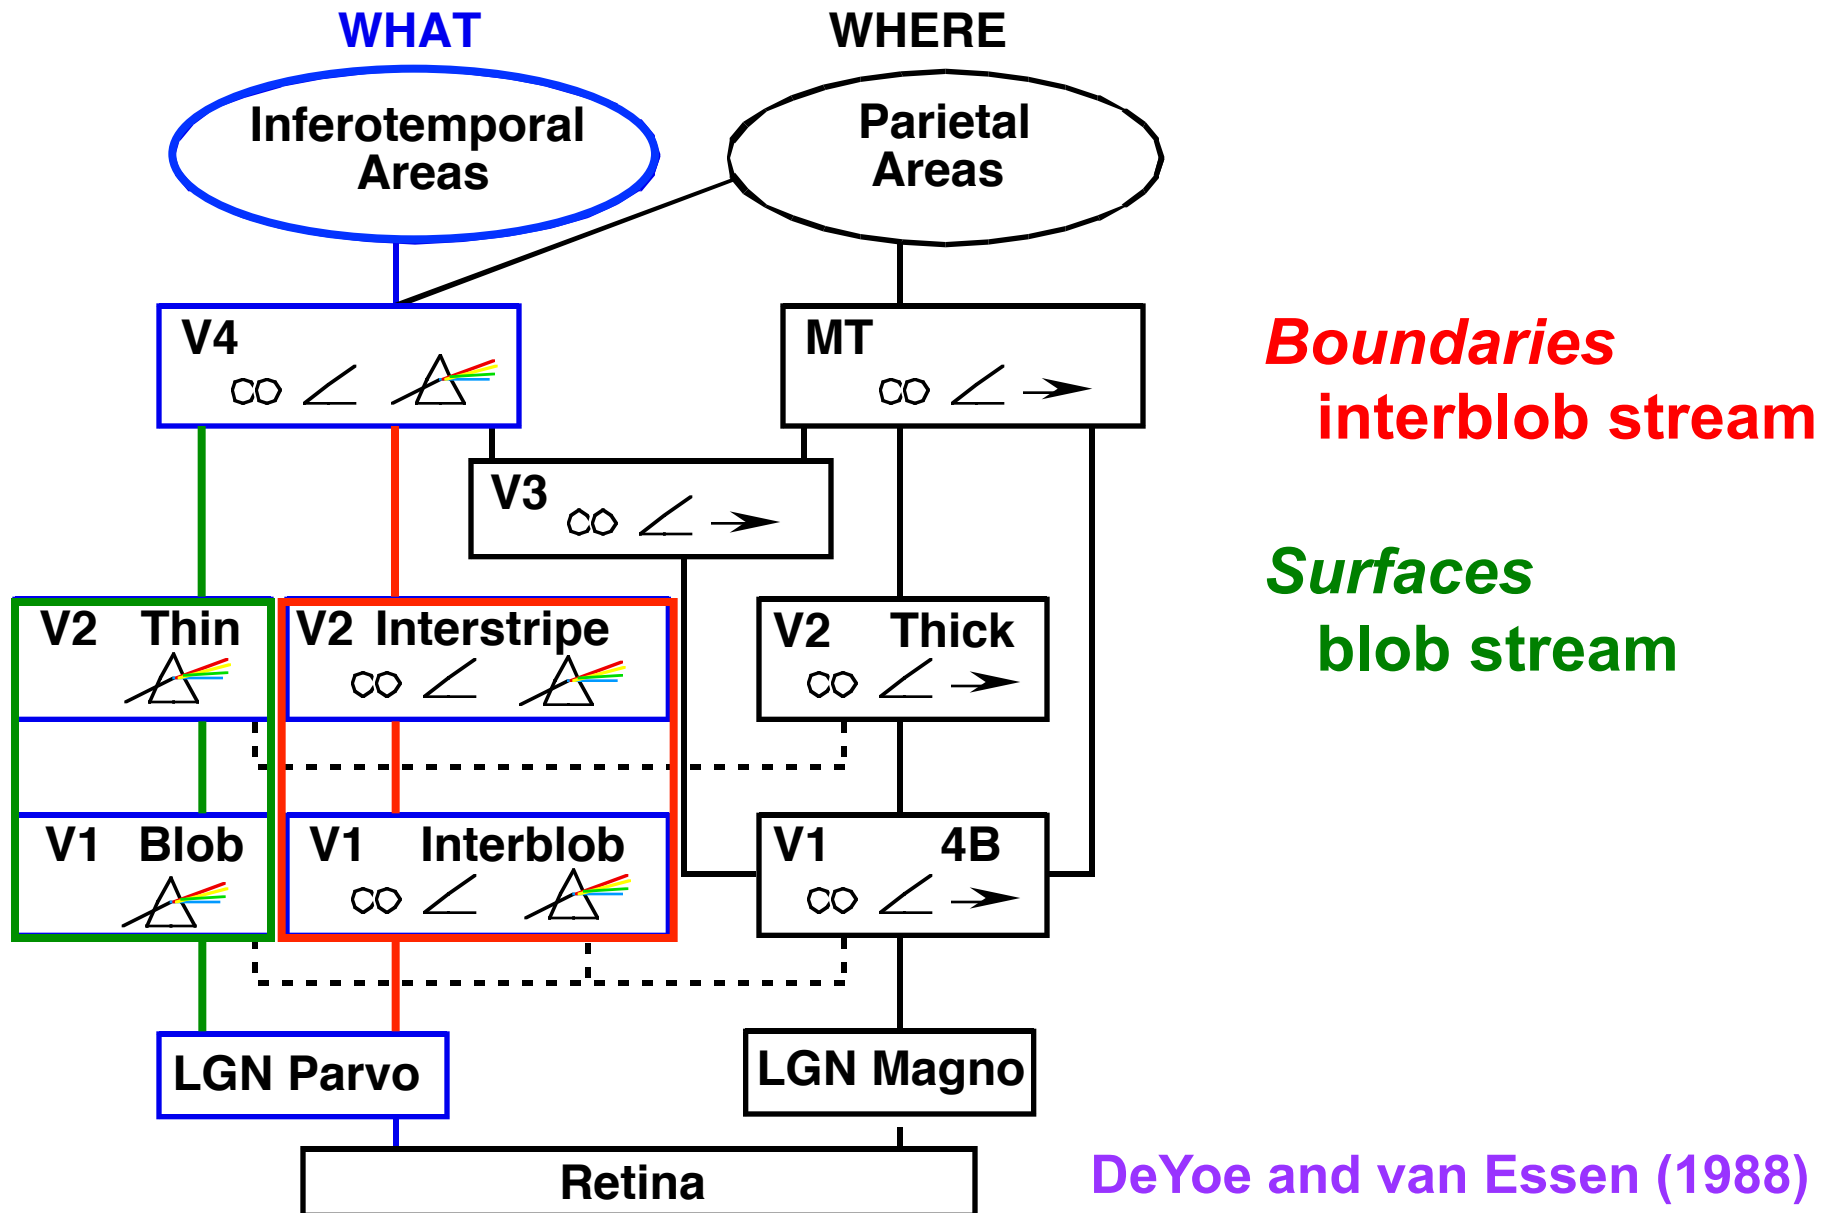 WHAT
WHERE
Inferotemporal
Areas
Parietal
Areas
V4
MT
V3
Boundaries
interblob stream
Surfaces
blob stream
V2 Thin
V2 Interstripe
V2 Thick
V1 Blob
V1 Interblob
V1 4B
LGN Parvo
LGN Magno
Retina
DeYoe and van Essen (1988)